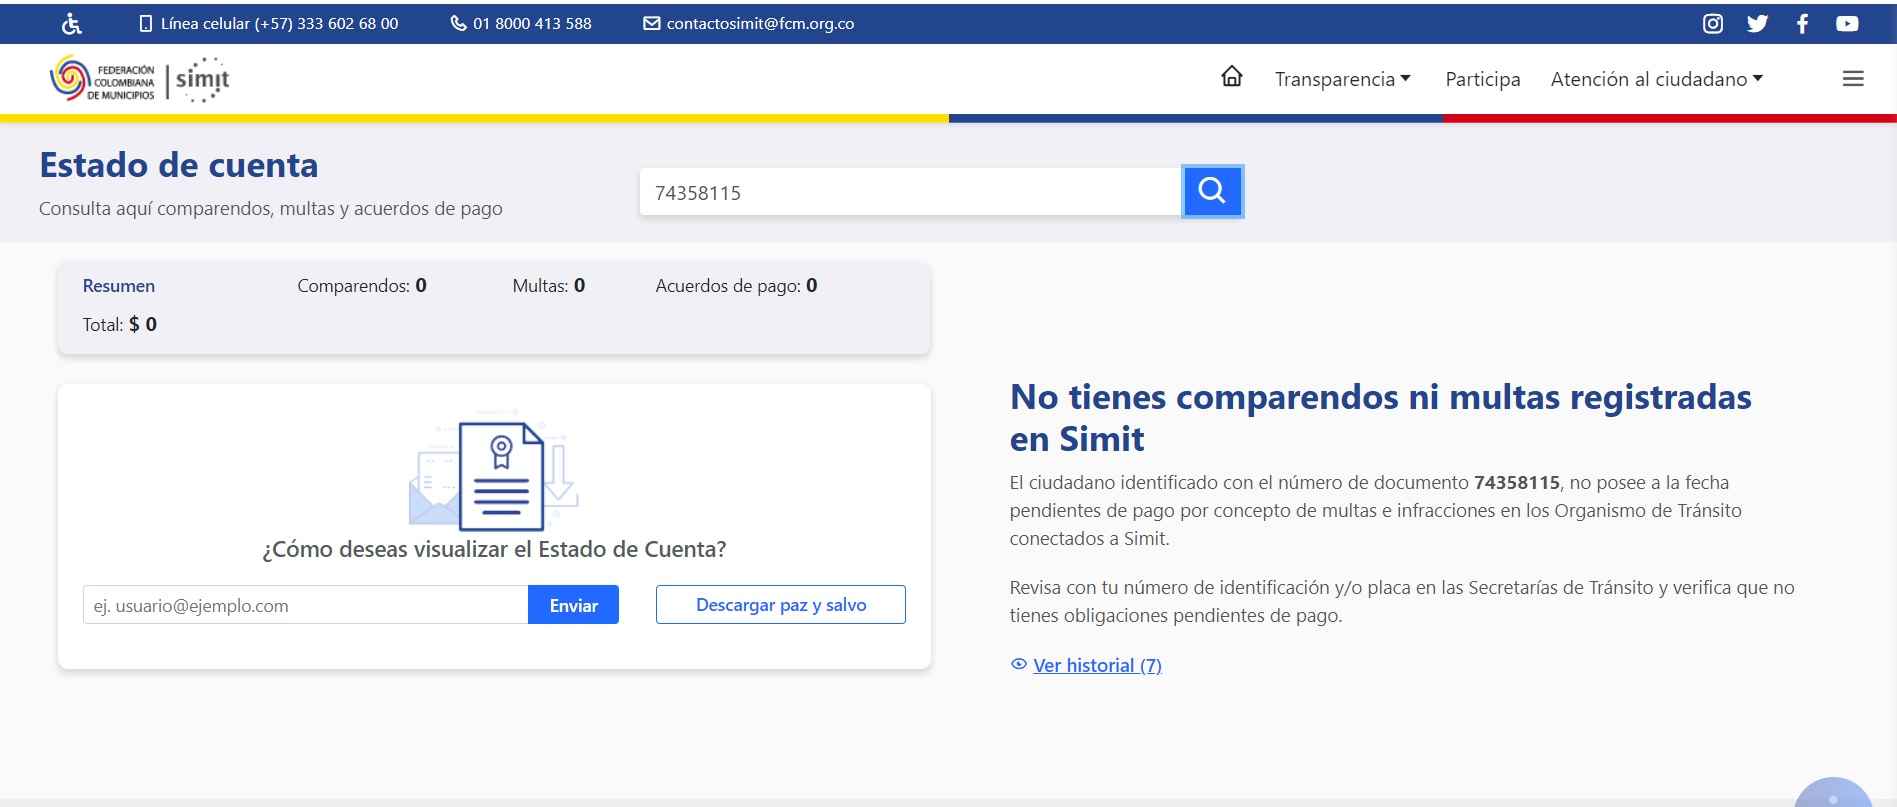 Línea celular (+57) 333 602 68 00 01 8000 413 588 contactosimit@fcm.org.co
FEDERACIÓN
COLOMBIANA
DE MUNICIPIOS
simit
Transparencia Participa Atención al ciudadano
Estado de cuenta
Consulta aquí comparendos, multas y acuerdos de pago
74358115
Resumen Comparendos: 0 Multas: 0 Acuerdos de pago: 0
Total: $ 0
¿Cómo deseas visualizar el Estado de Cuenta?
ej. usuario@ejemplo.com Enviar Descargar paz y salvo
No tienes comparendos ni multas registradas
en Simit
El ciudadano identificado con el número de documento 74358115, no posee a la fecha
pendientes de pago por concepto de multas e infracciones en los Organismo de Tránsito
conectados a Simit.
Revisa con tu número de identificación y/o placa en las Secretarías de Tránsito y verifica que no
tienes obligaciones pendientes de pago.
Ver historial (7)